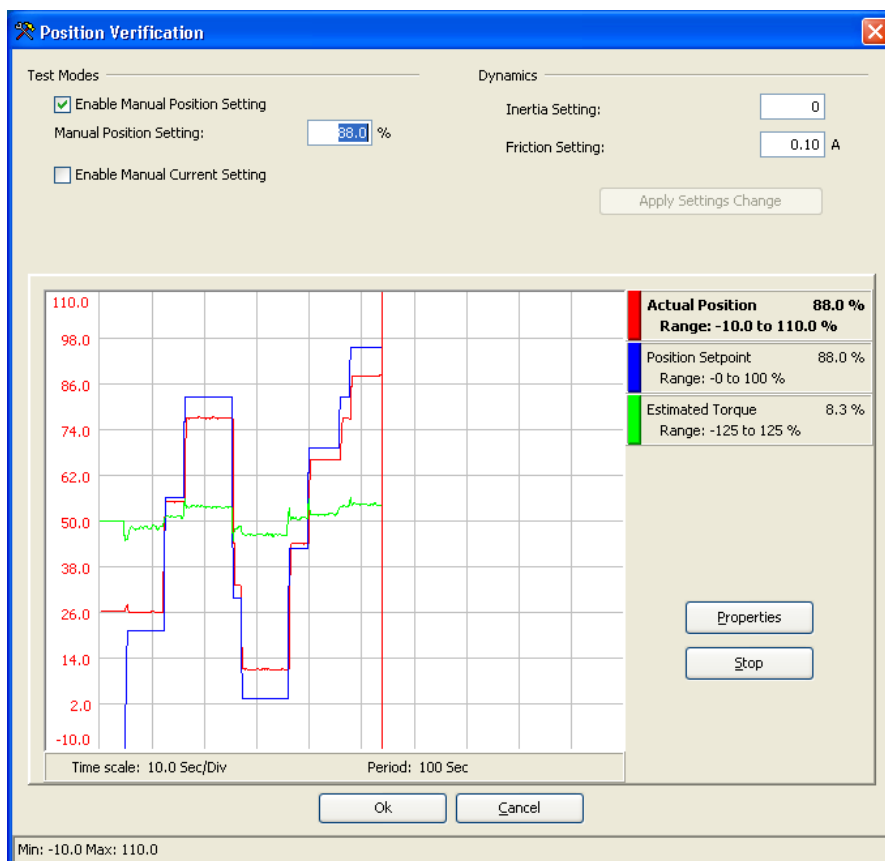 Position Verification
Test Modes
Enable Manual Position Setting
Manual Position Setting: 88.0 %
Enable Manual Current Setting
Dynamics
Inertia Setting: 0
Friction Setting: 0.10 A
Apply Settings Change
110.0
98.0
86.0
74.0
62.0
50.0
38.0
26.0
14.0
2.0
-10.0
Time scale: 10.0 Sec/Div Period: 100 Sec
Actual Position 88.0 %
Range: -10.0 to 110.0 %
Position Setpoint 88.0 %
Range: -0 to 100 %
Estimated Torque 8.3 %
Range: -125 to 125 %
Properties
Stop
Ok Cancel
Min: -10.0 Max: 110.0